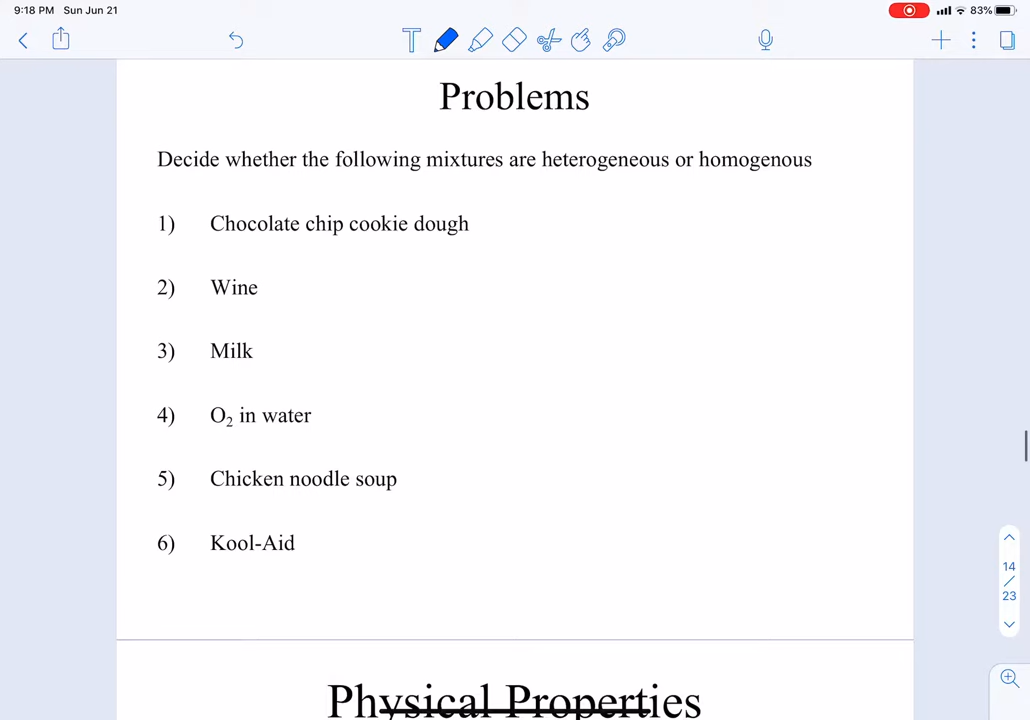 9:18 PM Sun Jun 21 83%
T
Problems
Decide whether the following mixtures are heterogeneous or homogenous
1) Chocolate chip cookie dough
2) Wine
3) Milk
4) O₂ in water
5) Chicken noodle soup
6) Kool-Aid
14
/
23
Physical Properties